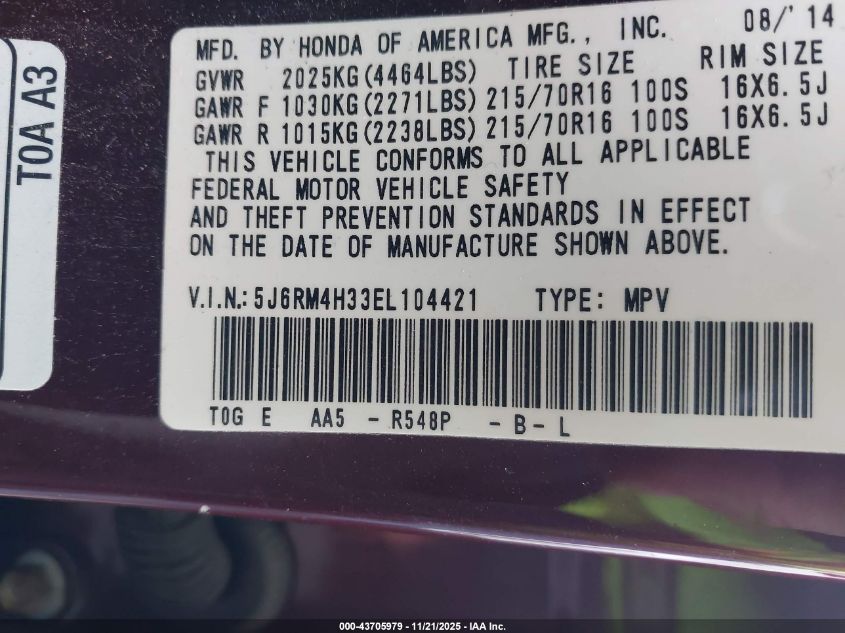 TOA A3
MFD. BY HONDA OF AMERICA MFG., INC. 08/'14
GVWR 2025KG(4464LBS) TIRE SIZE RIM SIZE
GAWR F 1030KG(2271LBS) 215/70R16 100S 16X6.5J
GAWR R 1015KG(2238LBS) 215/70R16 100S 16X6.5J
THIS VEHICLE CONFORMS TO ALL APPLICABLE
FEDERAL MOTOR VEHICLE SAFETY
AND THEFT PREVENTION STANDARDS IN EFFECT
ON THE DATE OF MANUFACTURE SHOWN ABOVE.
V.I.N.: 5J6RM4H33EL104421 TYPE: MPV
TOG E AA5 - R548P - B - L
000-43705979 - 11/21/2025 - IAA Inc.